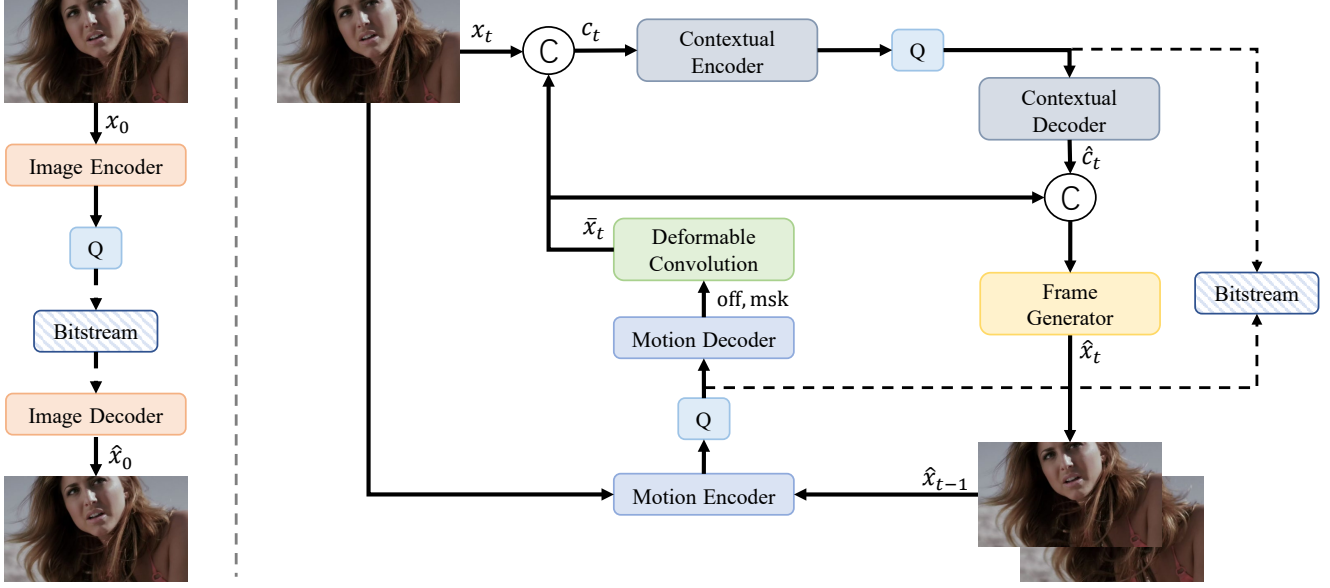 x₀
Image Encoder
Q
Bitstream
Image Decoder
x̂₀
xₜ
C
cₜ
Contextual
Encoder
Q
Contextual
Decoder
ĉₜ
C
x̄ₜ
Deformable
Convolution
off, msk
Motion Decoder
Q
Motion Encoder
Frame
Generator
x̂ₜ
Bitstream
x̂ₜ₋₁